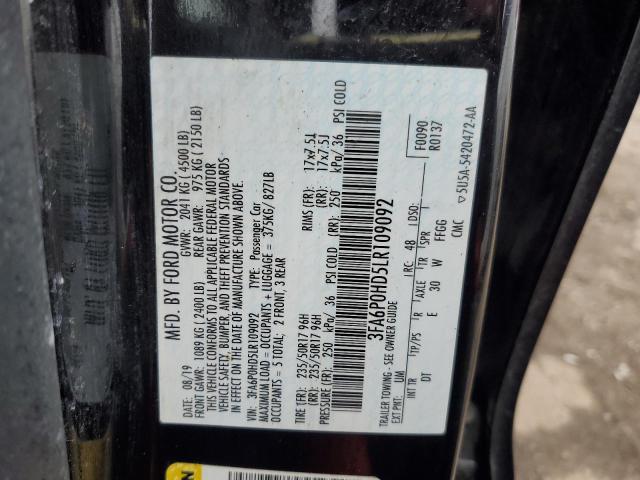 MFD. BY FORD MOTOR CO.
DATE: 08/19 GVWR: 2041 KG ( 4500 LB)
FRONT GAWR: 1089 KG (2400LB) REAR GAWR: 975 KG ( 2150 LB)
THIS VEHICLE CONFORMS TO ALL APPLICABLE FEDERAL MOTOR
VEHICLE SAFETY, BUMPER, AND THEFT PREVENTION STANDARDS
IN EFFECT ON THE DATE OF MANUFACTURE SHOWN ABOVE.
VIN: 3FA6P0HD5LR109092 TYPE: Passenger Car
MAXIMUM LOAD = OCCUPANTS + LUGGAGE = 375KG/ 827LB
OCCUPANTS = 5 TOTAL; 2 FRONT, 3 REAR
TIRE (FR): 235/50R17 96H RIMS (FR): 17x7.5J
(RR): 235/50R17 96H (RR): 17x7.5J
PRESSURE (FR): 250 kPa/ 36 PSI COLD (RR) 250 kPa/ 36 PSI COLD
3FA6P0HD5LR109092
TRAILER TOWING - SEE OWNER GUIDE
EXT PNT: UM RC: 48 DSO: F0090
R0137
INT TR TP/PS R AXLE TR SPR
DT E 30 W FFGG
CMC 5U5A-5420472-AA